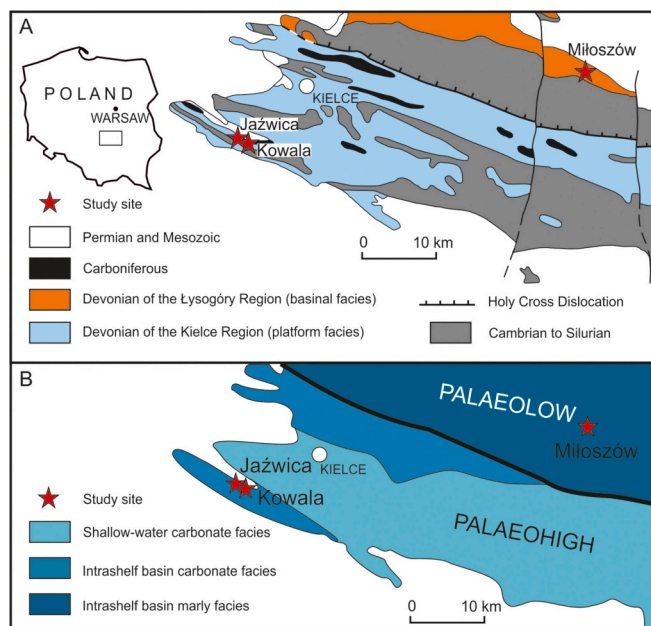 A
POLAND
WARSAW
Miłoszów
KIELCE
Jaźwica
Kowala
Study site
Permian and Mesozoic
Carboniferous
Devonian of the Łysogóry Region (basinal facies)
Devonian of the Kielce Region (platform facies)
0 10 km
Holy Cross Dislocation
Cambrian to Silurian
B
PALAEOLOW
Miłoszów
Jaźwica
KIELCE
Kowala
PALAEOHIGH
Study site
Shallow-water carbonate facies
Intrashelf basin carbonate facies
Intrashelf basin marly facies
0 10 km